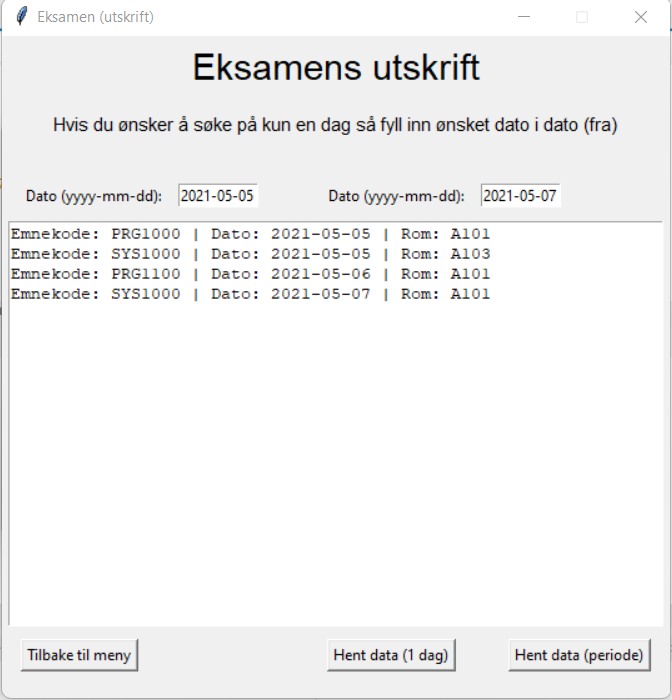 Eksamen (utskrift)
Eksamens utskrift
Hvis du ønsker å søke på kun en dag så fyll inn ønsket dato i dato (fra)
Dato (yyyy-mm-dd): 2021-05-05 Dato (yyyy-mm-dd): 2021-05-07
Emnekode: PRG1000 | Dato: 2021-05-05 | Rom: A101
Emnekode: SYS1000 | Dato: 2021-05-05 | Rom: A103
Emnekode: PRG1100 | Dato: 2021-05-06 | Rom: A101
Emnekode: SYS1000 | Dato: 2021-05-07 | Rom: A101
Tilbake til meny Hent data (1 dag) Hent data (periode)